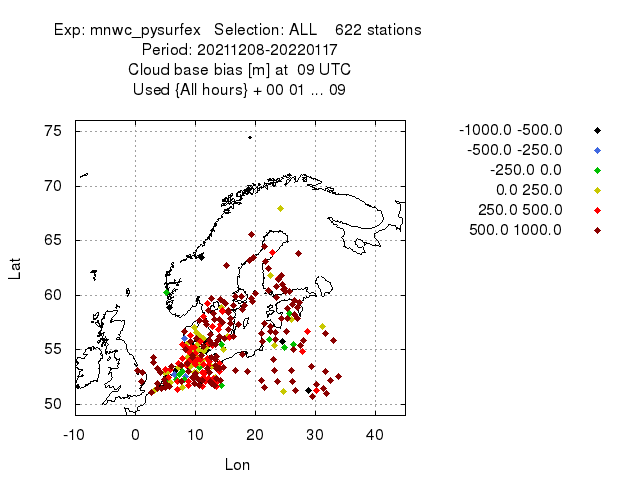 Exp: mnwc_pysurfex   Selection: ALL    622 stations
Period: 20211208-20220117
Cloud base bias [m] at  09 UTC
Used {All hours} + 00 01 ... 09
75
70
65
60
55
50
Lat
-10 0 10 20 30 40
Lon
-1000.0 -500.0
-500.0 -250.0
-250.0 0.0
0.0 250.0
250.0 500.0
500.0 1000.0